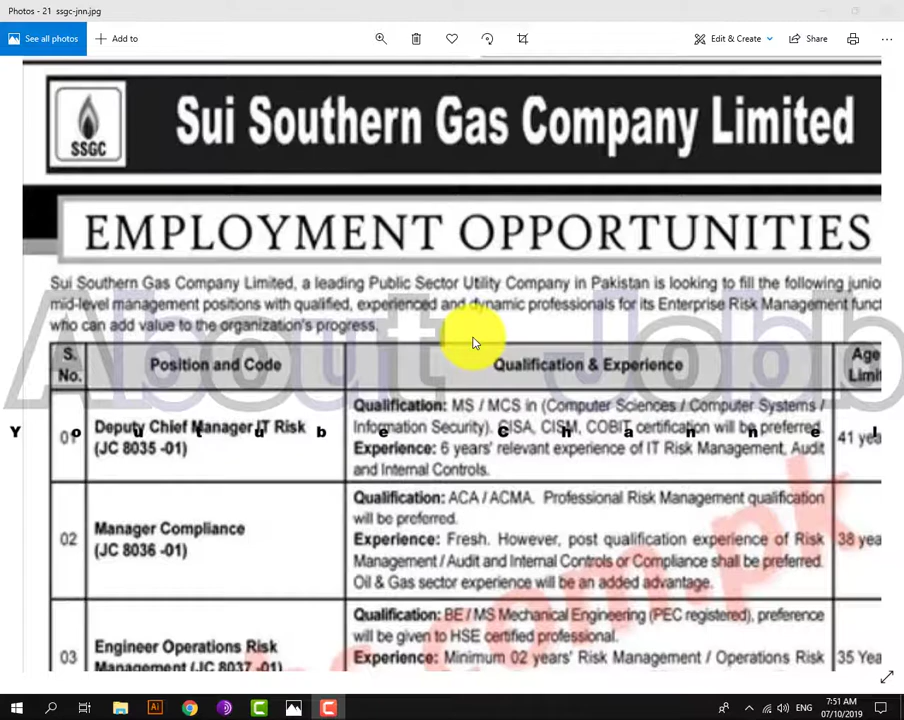 Photos - 21 ssgc-jnn.jpg
See all photos
Add to
Edit & Create
Share
SSGC
Sui Southern Gas Company Limited
EMPLOYMENT OPPORTUNITIES
Sui Southern Gas Company Limited, a leading Public Sector Utility Company in Pakistan is looking to fill the following junio
mid-level management positions with qualified, experienced and dynamic professionals for its Enterprise Risk Management funct
who can add value to the organization's progress.
About Jobb
Youtube Channel
S. No.
Position and Code
Qualification & Experience
Age Limit
01
Deputy Chief Manager IT Risk
(JC 8035 -01)
Qualification: MS / MCS in (Computer Sciences / Computer Systems /
Information Security). CISA, CISM, COBIT certification will be preferred.
Experience: 6 years' relevant experience of IT Risk Management, Audit
and Internal Controls.
41 yea
02
Manager Compliance
(JC 8036 -01)
Qualification: ACA / ACMA. Professional Risk Management qualification
will be preferred.
Experience: Fresh. However, post qualification experience of Risk
Management / Audit and Internal Controls or Compliance shall be preferred.
Oil & Gas sector experience will be an added advantage.
38 yea
03
Engineer Operations Risk
Management (JC 8037 -01)
Qualification: BE / MS Mechanical Engineering (PEC registered), preference
will be given to HSE certified professional.
Experience: Minimum 02 years' Risk Management / Operations Risk
35 Yea
ENG
7:51 AM
07/10/2019